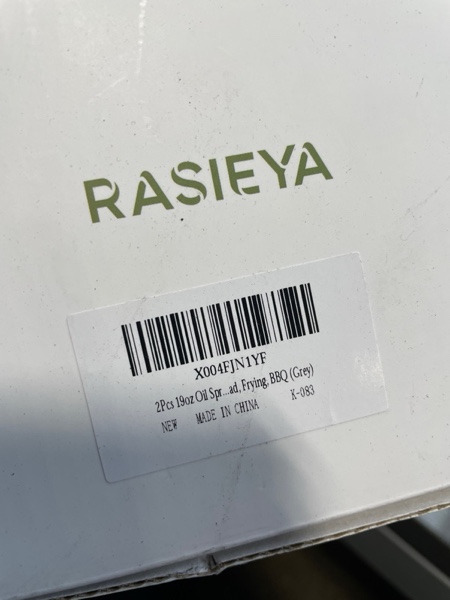 RASIEYA
X004FJN1YF
2Pcs 19oz Oil Spr...ad, Frying, BBQ (Grey)
NEW MADE IN CHINA K-083